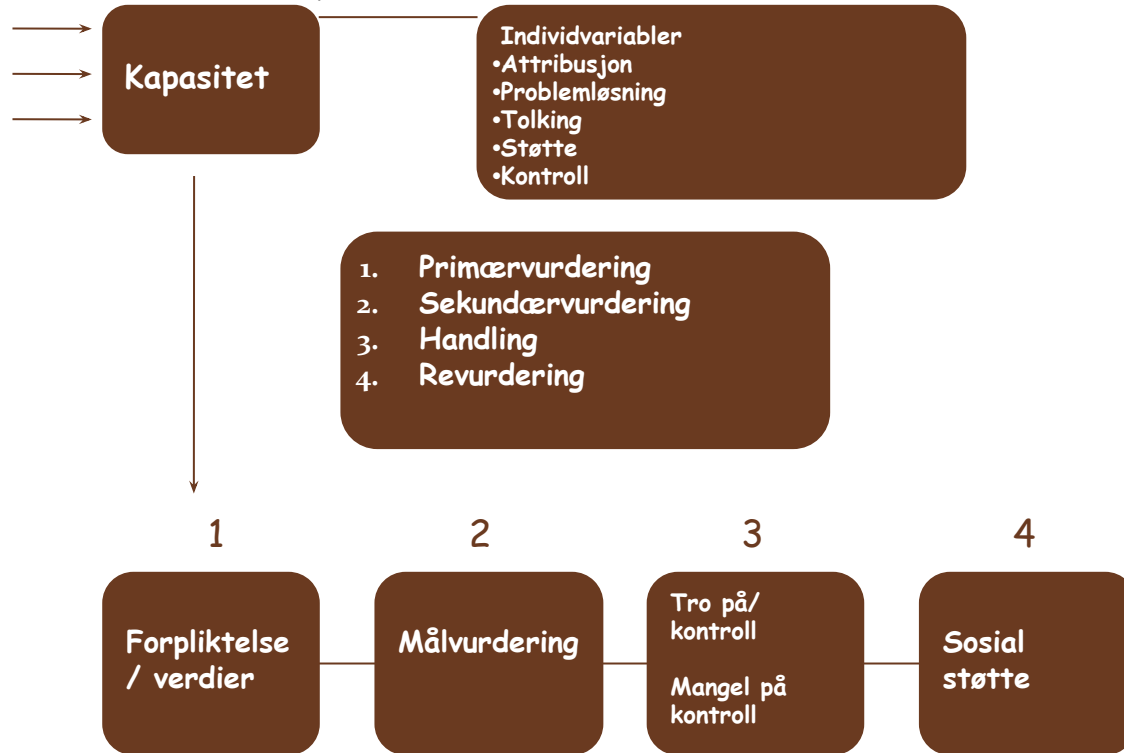 Kapasitet
Individvariabler
•Attribusjon
•Problemløsning
•Tolking
•Støtte
•Kontroll
1. Primærvurdering
2. Sekundærvurdering
3. Handling
4. Revurdering
1
2
3
4
Forpliktelse
/ verdier
Målvurdering
Tro på/
kontroll
Mangel på
kontroll
Sosial
støtte